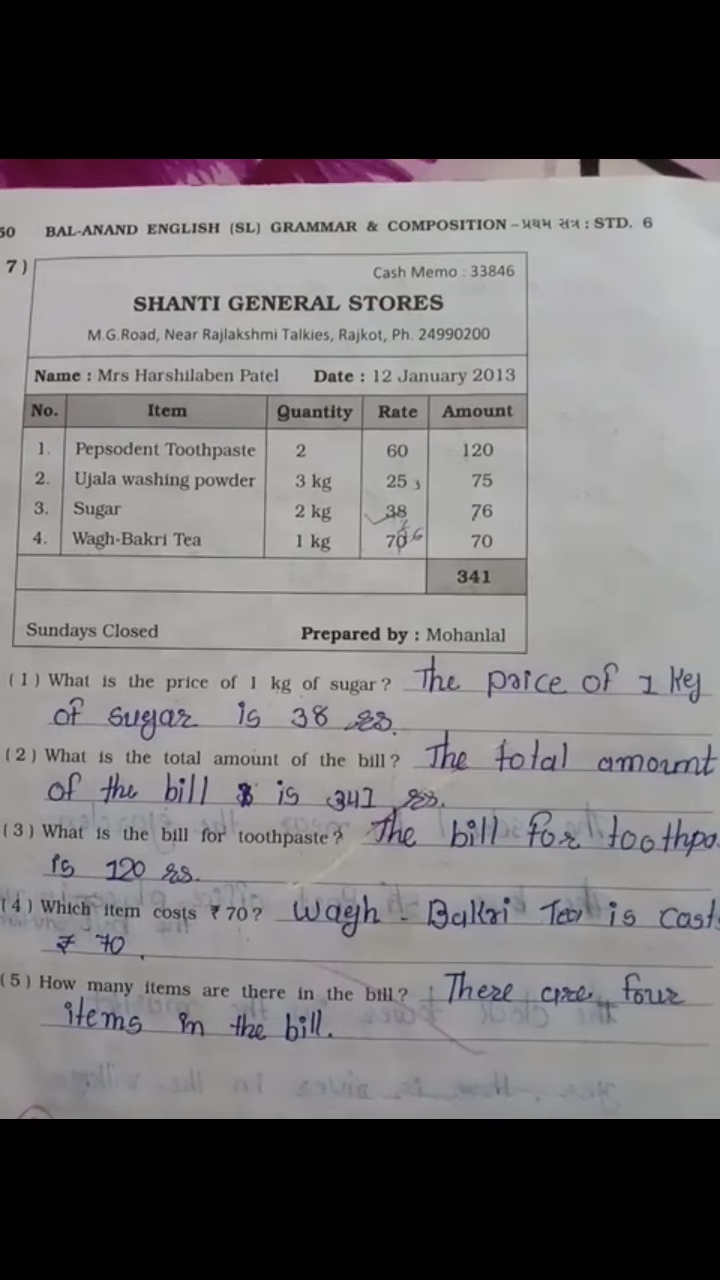 50 BAL-ANAND ENGLISH (SL) GRAMMAR & COMPOSITION – પ્રથમ સત્ર : STD. 6
7 )
Cash Memo : 33846
SHANTI GENERAL STORES
M.G.Road, Near Rajlakshmi Talkies, Rajkot, Ph. 24990200
Name : Mrs Harshilaben Patel Date : 12 January 2013
No. Item Quantity Rate Amount
1. Pepsodent Toothpaste 2 60 120
2. Ujala washing powder 3 kg 25 3 75
3. Sugar 2 kg 38 76
4. Wagh-Bakri Tea 1 kg 70 70
341
Sundays Closed Prepared by : Mohanlal
( 1 ) What is the price of 1 kg of sugar? The price of 1 kg
of sugar is 38 rs.
( 2 ) What is the total amount of the bill? The total amount
of the bill is 341 rs.
( 3 ) What is the bill for toothpaste? The bill for toothpa
is 120 rs.
( 4 ) Which item costs ₹ 70? Wagh - Bakri Tea is cost
₹ 70 .
( 5 ) How many items are there in the bill? There are four
items in the bill.